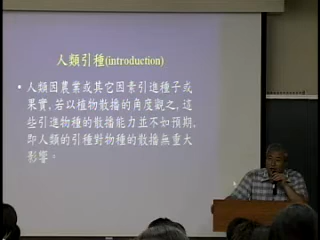 人類引種(introduction)
• 人類因農業或其它因素引進種子或
果實,若以植物散播的角度觀之,這
些引進物種的散播能力並不如預期,
即人類的引種對物種的散播無重大
影響。